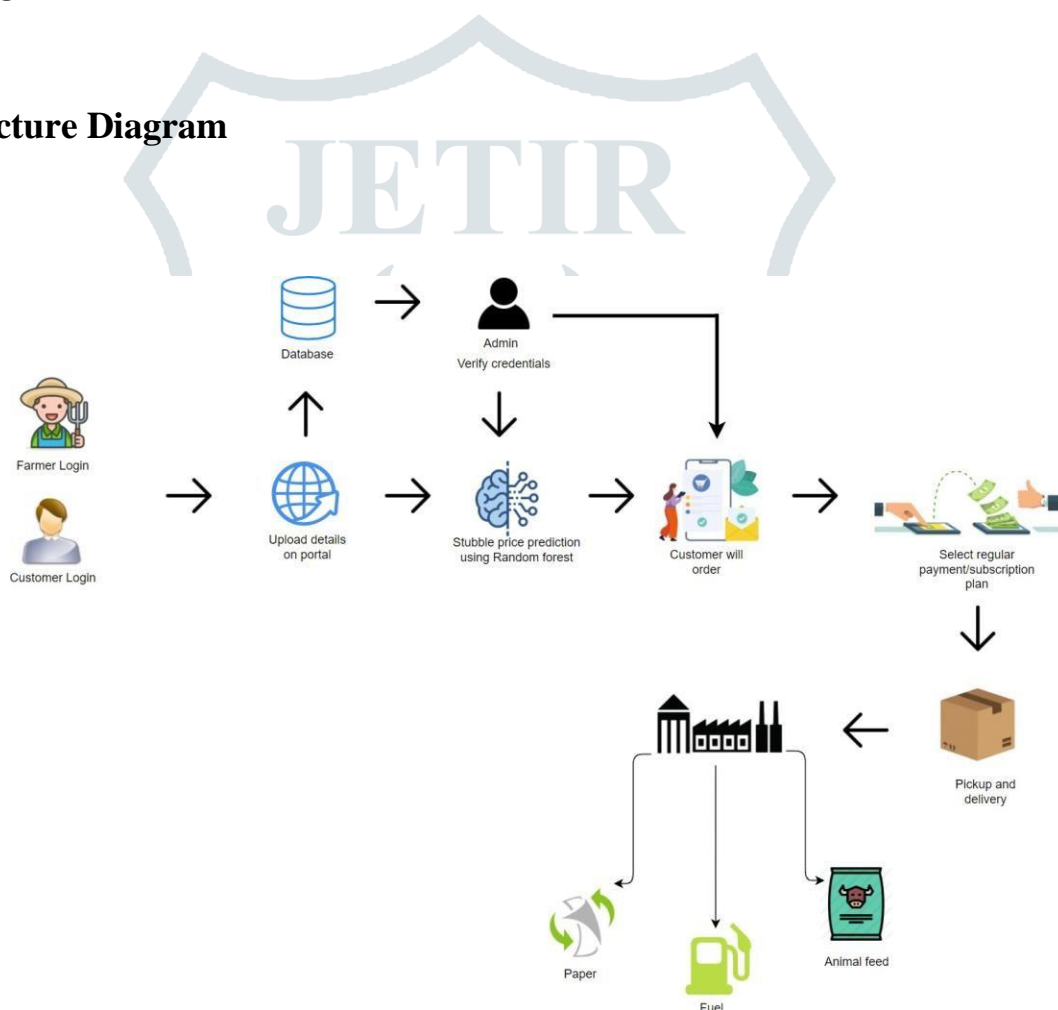 cture Diagram
JETIR
Database
Admin
Verify credentials
Farmer Login
Customer Login
Upload details
on portal
Stubble price prediction
using Random forest
Customer will
order
Select regular
payment/subscription
plan
Pickup and
delivery
Paper
Fuel
Animal feed